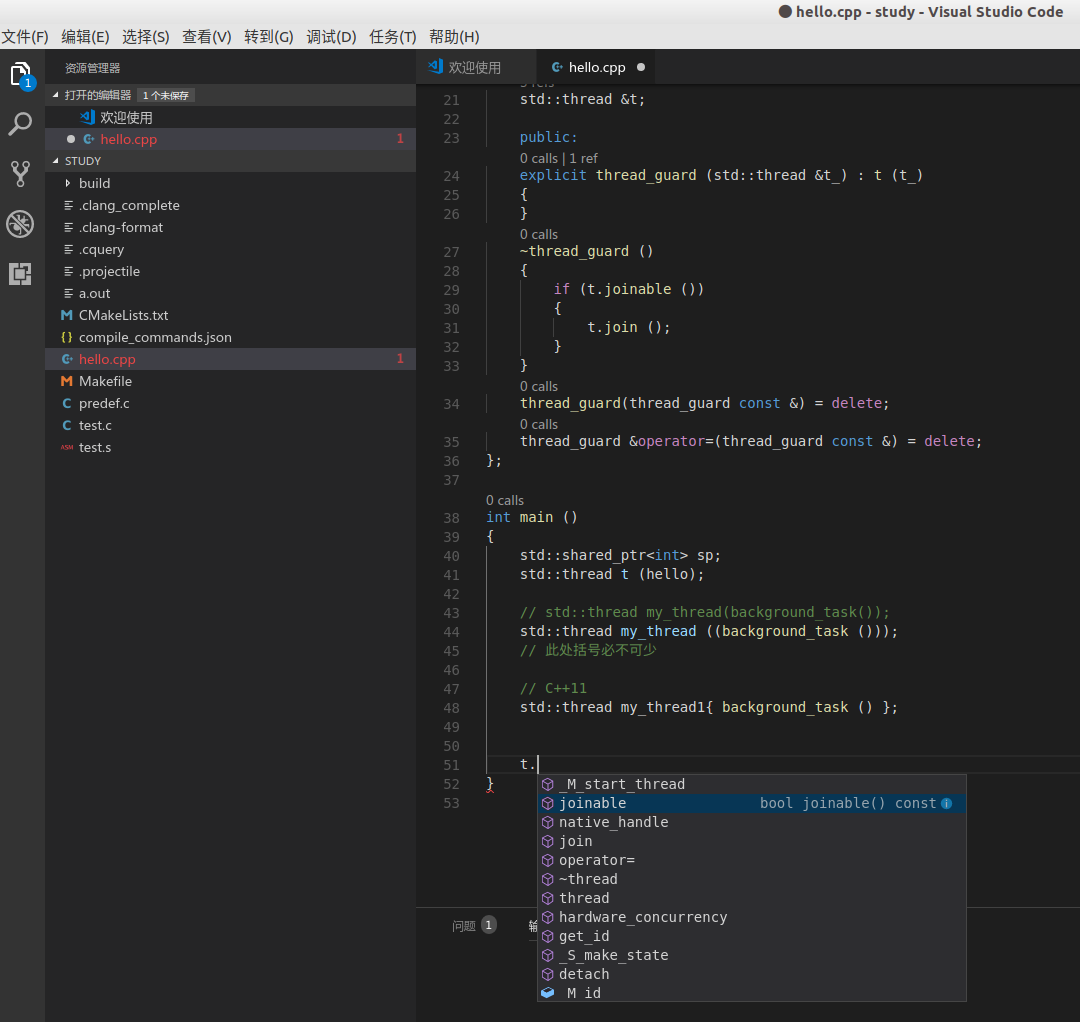 hello.cpp - study - Visual Studio Code
文件(F) 编辑(E) 选择(S) 查看(V) 转到(G) 调试(D) 任务(T) 帮助(H)
1
资源管理器
打开的编辑器 1 个未保存
欢迎使用
hello.cpp 1
STUDY
build
.clang_complete
.clang-format
.cquery
.projectile
a.out
CMakeLists.txt
{} compile_commands.json
hello.cpp 1
Makefile
predef.c
test.c
ASM test.s
欢迎使用 hello.cpp
21 std::thread &t;
22
23 public:
0 calls | 1 ref
24 explicit thread_guard (std::thread &t_) : t (t_)
25 {
26 }
0 calls
27 ~thread_guard ()
28 {
29 if (t.joinable ())
30 {
31 t.join ();
32 }
33 }
0 calls
34 thread_guard(thread_guard const &) = delete;
0 calls
35 thread_guard &operator=(thread_guard const &) = delete;
36 };
37
0 calls
38 int main ()
39 {
40 std::shared_ptr<int> sp;
41 std::thread t (hello);
42
43 // std::thread my_thread(background_task());
44 std::thread my_thread ((background_task ()));
45 // 此处括号必不可少
46
47 // C++11
48 std::thread my_thread1{ background_task () };
49
50
51 t.
52 }
53
_M_start_thread
joinable bool joinable() const
native_handle
join
operator=
~thread
thread
hardware_concurrency
get_id
_S_make_state
detach
_M_id
问题 1